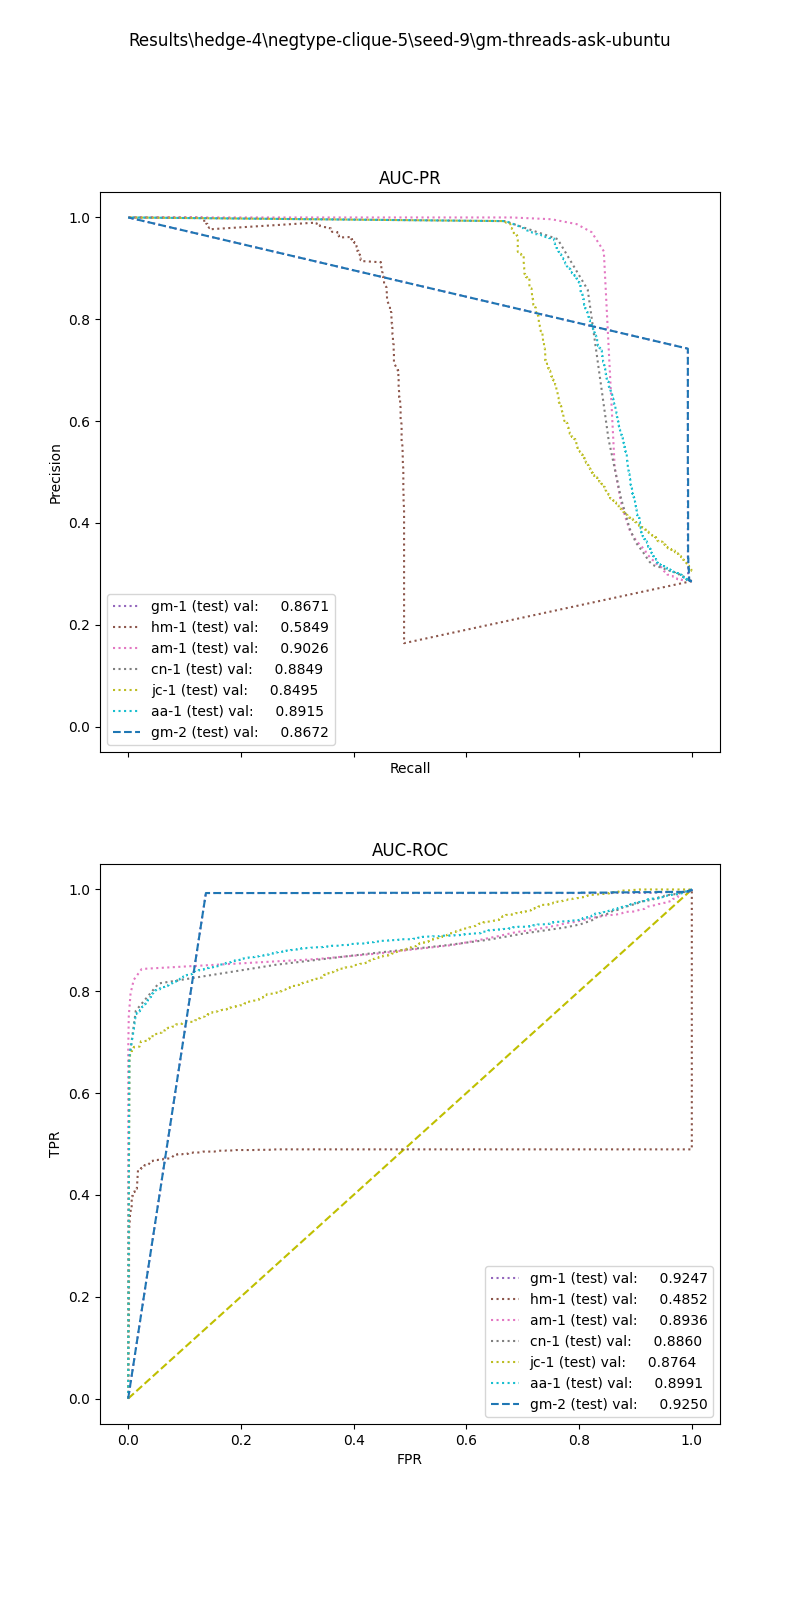 Results\hedge-4\negtype-clique-5\seed-9\gm-threads-ask-ubuntu
AUC-PR
1.0
0.8
0.6
0.4
0.2
0.0
Precision
gm-1 (test) val: 0.8671
hm-1 (test) val: 0.5849
am-1 (test) val: 0.9026
cn-1 (test) val: 0.8849
jc-1 (test) val: 0.8495
aa-1 (test) val: 0.8915
gm-2 (test) val: 0.8672
Recall
AUC-ROC
1.0
0.8
0.6
0.4
0.2
0.0
TPR
gm-1 (test) val: 0.9247
hm-1 (test) val: 0.4852
am-1 (test) val: 0.8936
cn-1 (test) val: 0.8860
jc-1 (test) val: 0.8764
aa-1 (test) val: 0.8991
gm-2 (test) val: 0.9250
0.0 0.2 0.4 0.6 0.8 1.0
FPR